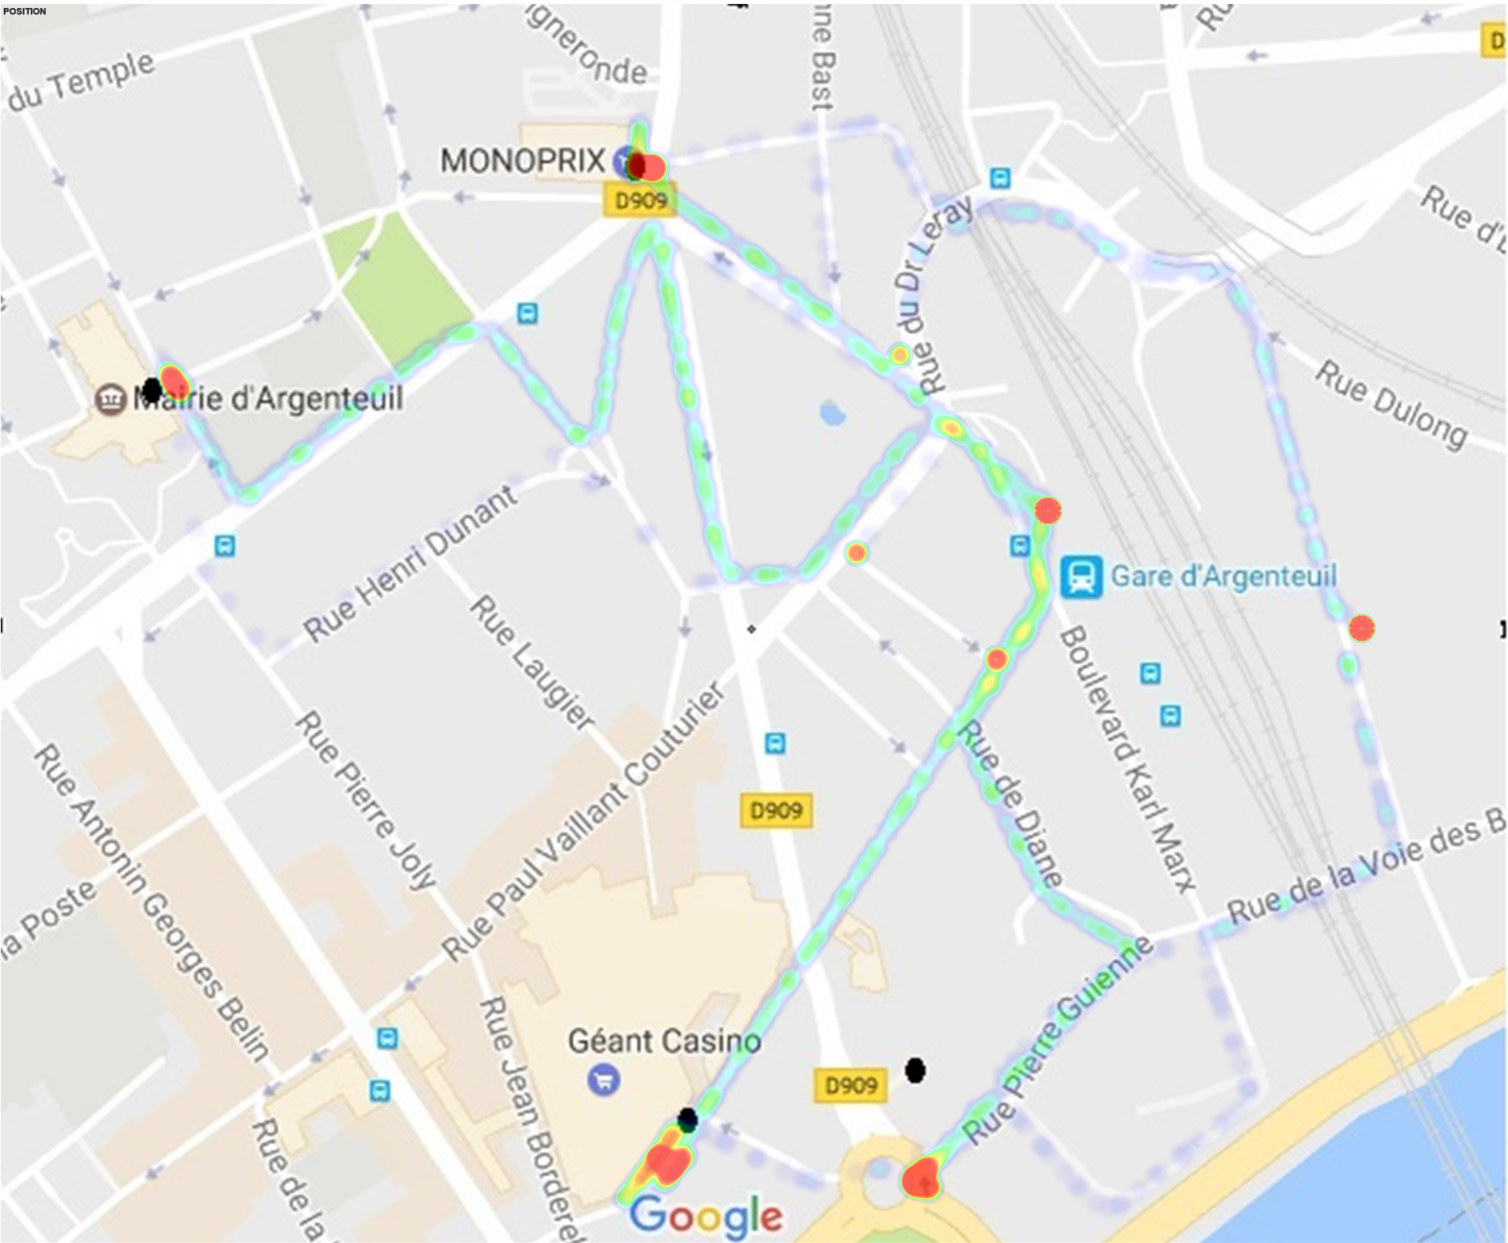 POSITION
igneronde
nne Bast
Ru
D
du Temple
MONOPRIX
D909
Rue d'E
Rue du Dr Leray
Mairie d'Argenteuil
Rue Dulong
Rue Henri Dunant
Gare d'Argenteuil
Rue Laugier
Boulevard Karl Marx
Rue Pierre Joly
Rue Paul Vaillant Couturier
Rue de Diane
Rue Antonin Georges Belin
D909
la Poste
Rue de la Voie des B
Rue Pierre Guienne
Géant Casino
Rue Jean Borderel
D909
Rue de la
Google